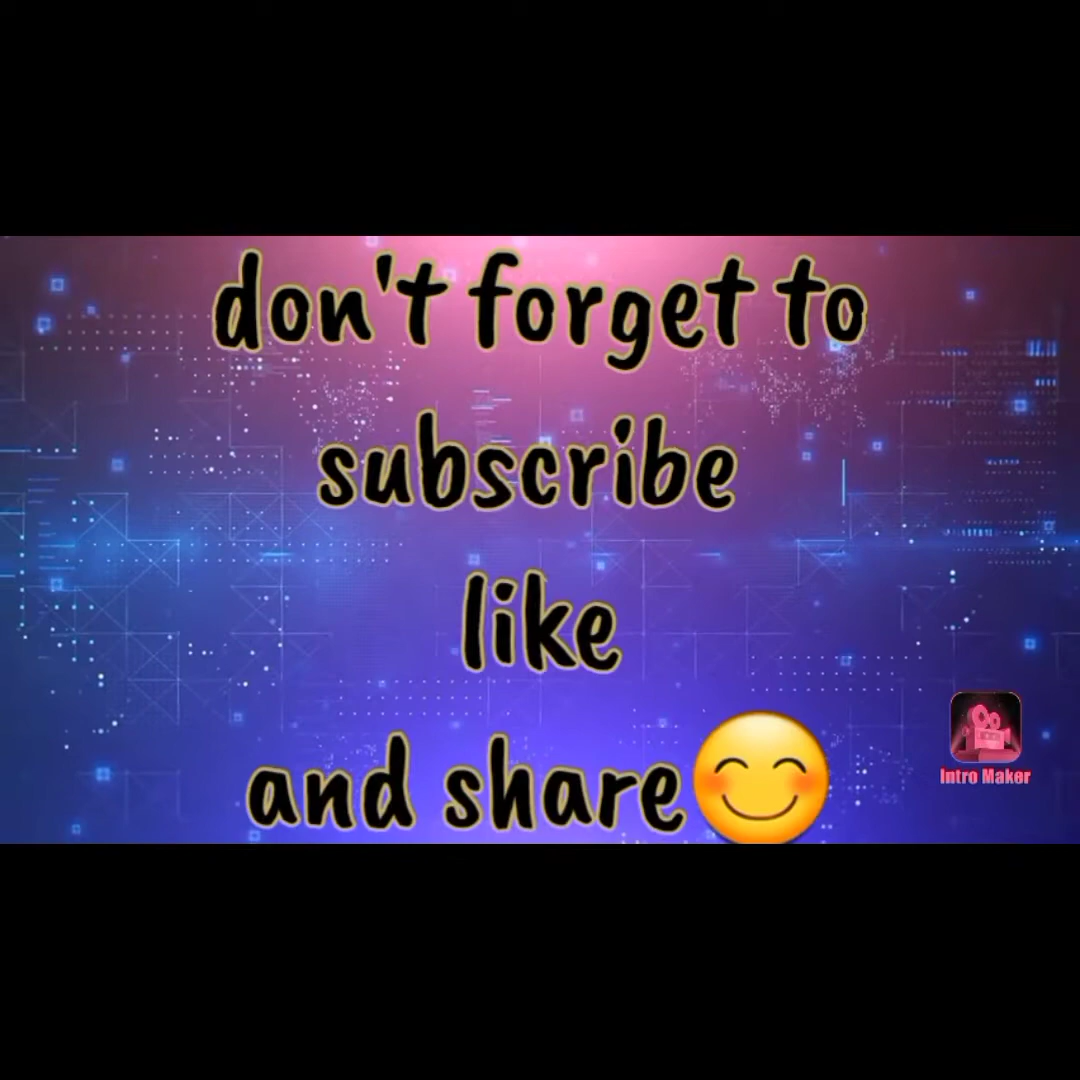 don't forget to
subscribe
like
and share😊
Intro Maker